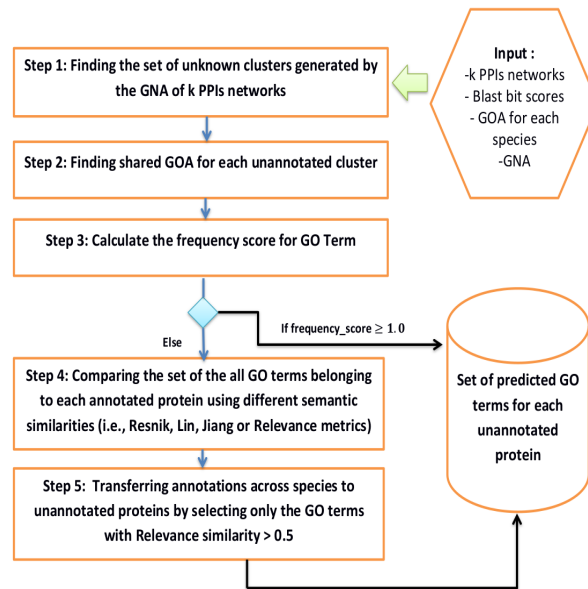 Step 1: Finding the set of unknown clusters generated by
the GNA of k PPIs networks
Input :
-k PPIs networks
- Blast bit scores
- GOA for each
species
-GNA
Step 2: Finding shared GOA for each unannotated cluster
Step 3: Calculate the frequency score for GO Term
If frequency_score ≥ 1.0
Else
Step 4: Comparing the set of the all GO terms belonging
to each annotated protein using different semantic
similarities (i.e., Resnik, Lin, Jiang or Relevance metrics)
Step 5: Transferring annotations across species to
unannotated proteins by selecting only the GO terms
with Relevance similarity > 0.5
Set of predicted GO
terms for each
unannotated
protein